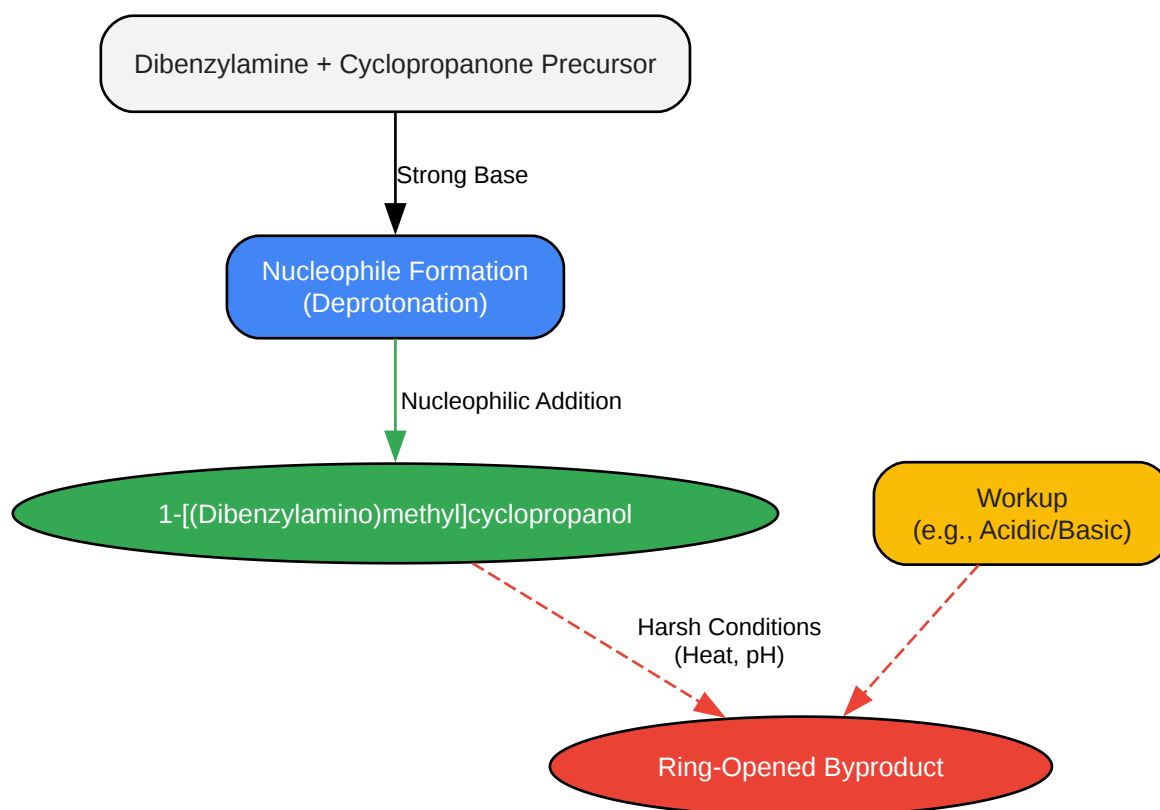 Dibenzylamine + Cyclopropanone Precursor
Strong Base
Nucleophile Formation
(Deprotonation)
Nucleophilic Addition
1-[(Dibenzylamino)methyl]cyclopropanol
Workup
(e.g., Acidic/Basic)
Harsh Conditions
(Heat, pH)
Ring-Opened Byproduct